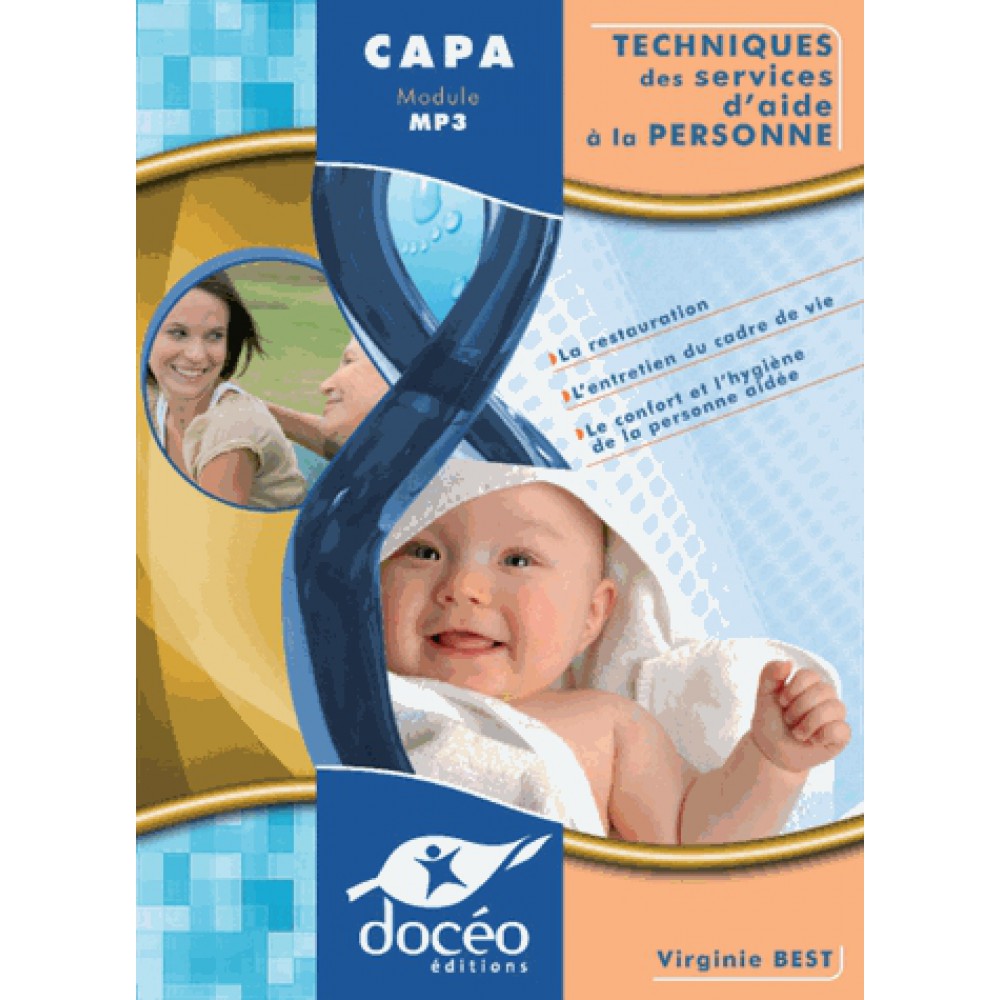 CAPA
Module
MP3
TECHNIQUES
des services
d'aide
à la PERSONNE
La restauration
L'entretien du cadre de vie
Le confort et l'hygiène
de la personne aidée
docéo
éditions
Virginie BEST